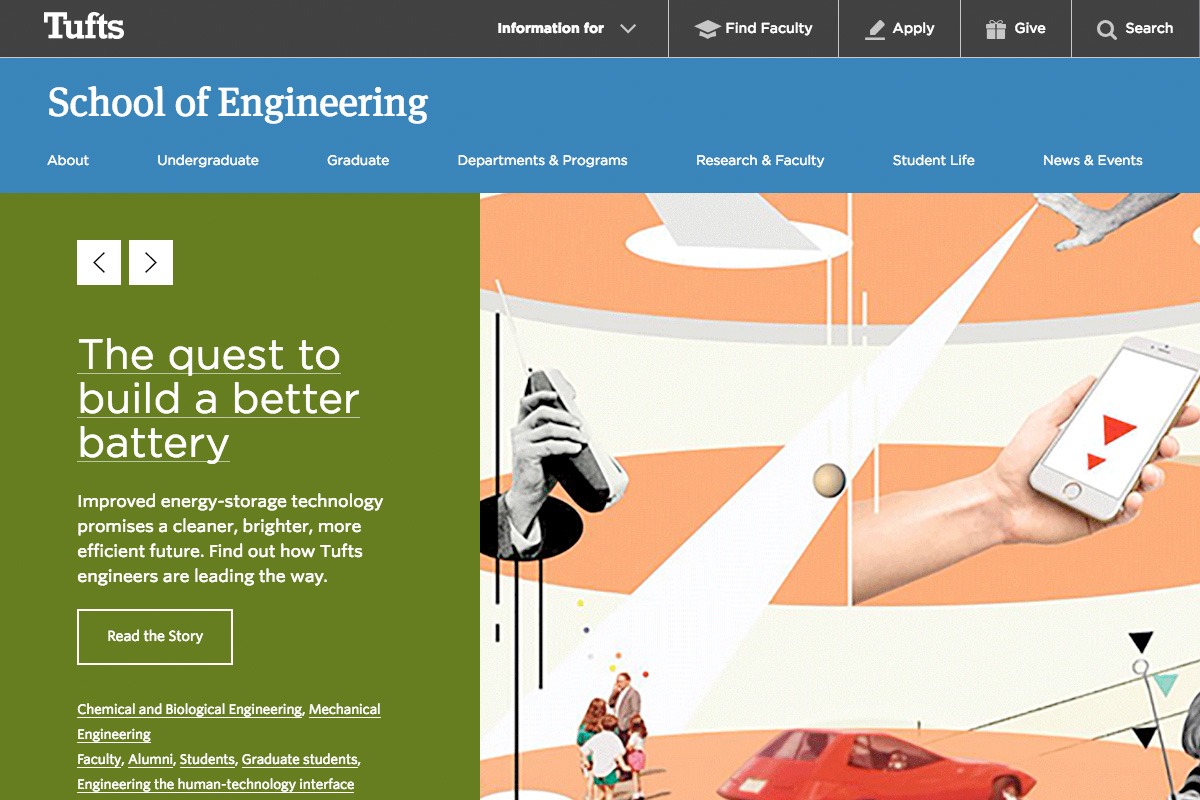 Tufts
Information for
Find Faculty
Apply
Give
Search
School of Engineering
About
Undergraduate
Graduate
Departments & Programs
Research & Faculty
Student Life
News & Events
The quest to
build a better
battery
Improved energy-storage technology
promises a cleaner, brighter, more
efficient future. Find out how Tufts
engineers are leading the way.
Read the Story
Chemical and Biological Engineering, Mechanical
Engineering
Faculty, Alumni, Students, Graduate students,
Engineering the human-technology interface